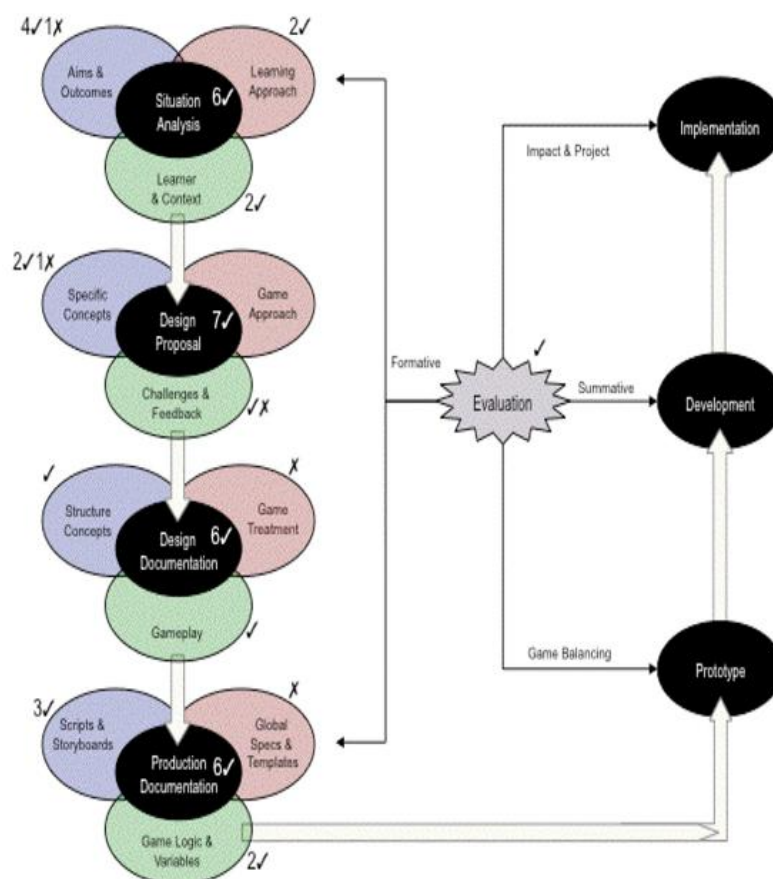 4✓1✗
2✓
Aims &
Outcomes
Learning
Approach
6✓
Situation
Analysis
Learner
& Context
2✓
2✓1✗
Specific
Concepts
Game
Approach
7✓
Design
Proposal
Challenges &
Feedback
✓✗
✓
✗
Structure
Concepts
Game
Treatment
6✓
Design
Documentation
Gameplay
✓
3✓
✗
Scripts &
Storyboards
Global
Specs &
Templates
6✓
Production
Documentation
Game Logic &
Variables
2✓
Formative
Evaluation
✓
Impact & Project
Summative
Game Balancing
Implementation
Development
Prototype